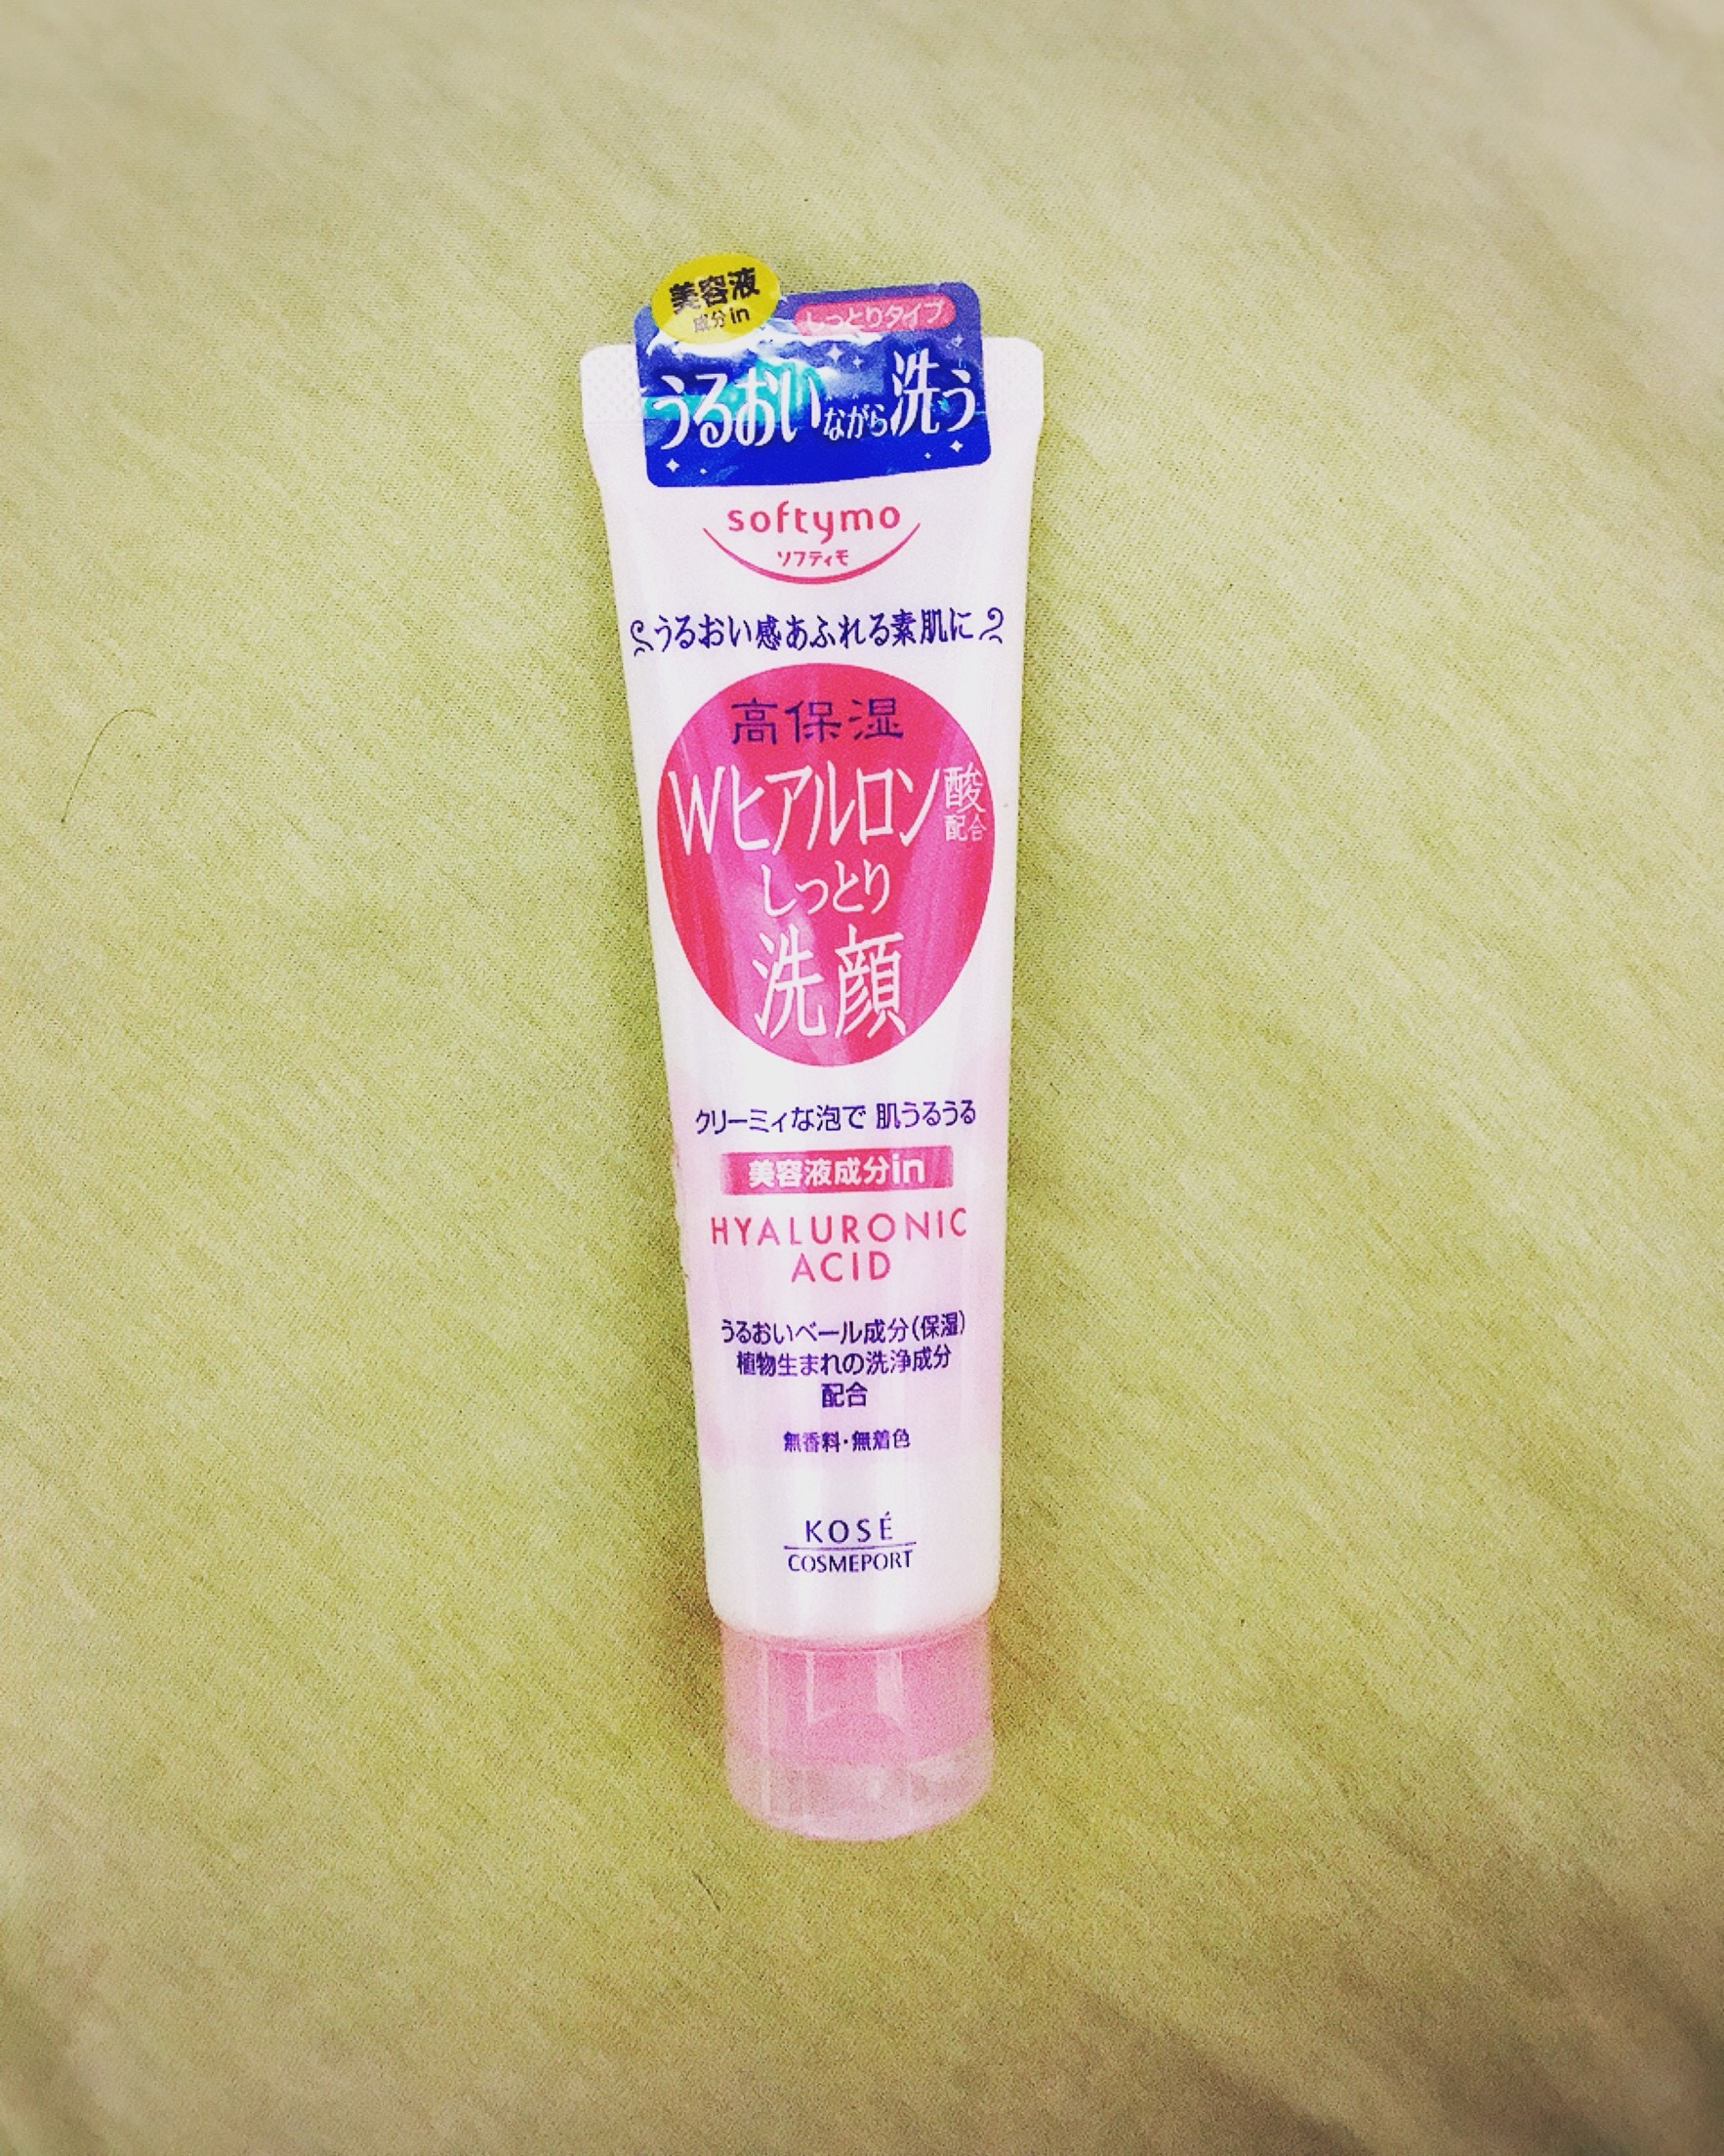 美容液
成分in
しっとりタイプ
うるおいながら洗う
softymo
ソフティモ
うるおい感あふれる素肌に
高保湿
Wヒアルロン酸
配合
しっとり
洗顔
クリーミィな泡で 肌うるうる
美容液成分in
HYALURONIC
ACID
うるおいベール成分(保湿)
植物生まれの洗浄成分
配合
無香料・無着色
KOSÉ
COSMEPORT